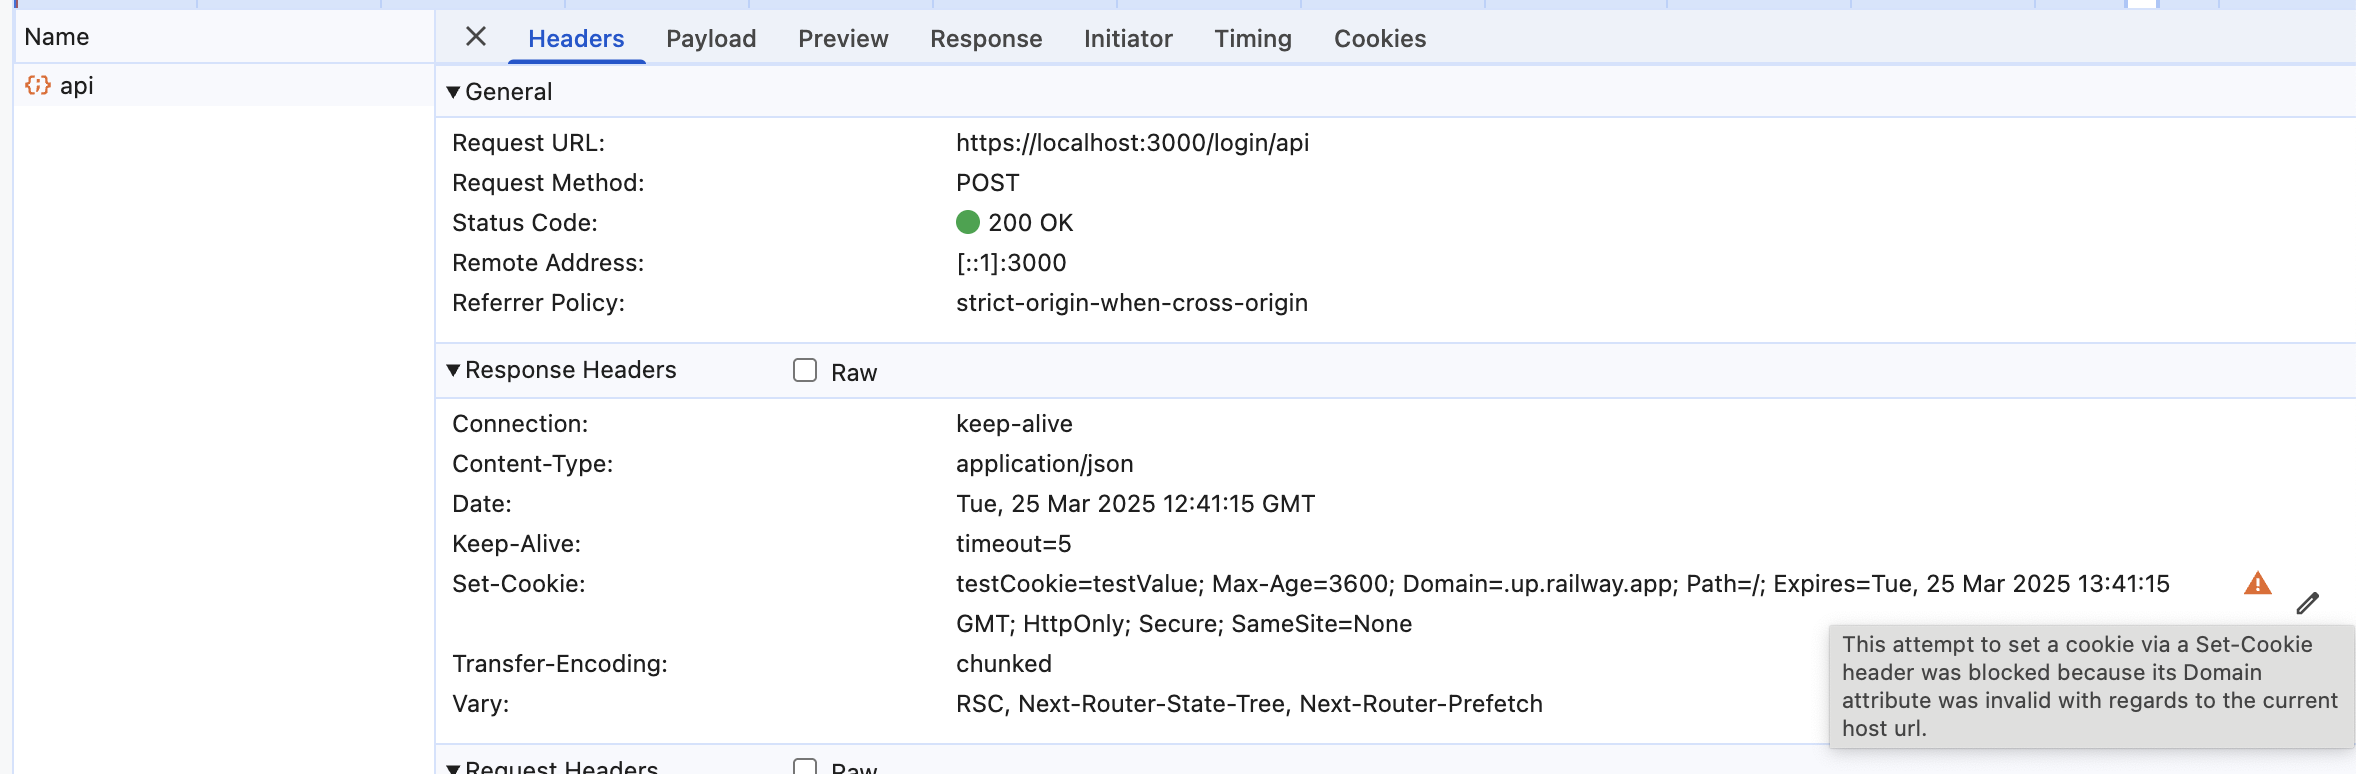 Name
Headers Payload Preview Response Initiator Timing Cookies
{;} api
▼ General
Request URL: https://localhost:3000/login/api
Request Method: POST
Status Code: 200 OK
Remote Address: [::1]:3000
Referrer Policy: strict-origin-when-cross-origin
▼ Response Headers Raw
Connection: keep-alive
Content-Type: application/json
Date: Tue, 25 Mar 2025 12:41:15 GMT
Keep-Alive: timeout=5
Set-Cookie: testCookie=testValue; Max-Age=3600; Domain=.up.railway.app; Path=/; Expires=Tue, 25 Mar 2025 13:41:15
GMT; HttpOnly; Secure; SameSite=None
Transfer-Encoding: chunked
Vary: RSC, Next-Router-State-Tree, Next-Router-Prefetch
This attempt to set a cookie via a Set-Cookie
header was blocked because its Domain
attribute was invalid with regards to the current
host url.
▼ Request Headers Raw